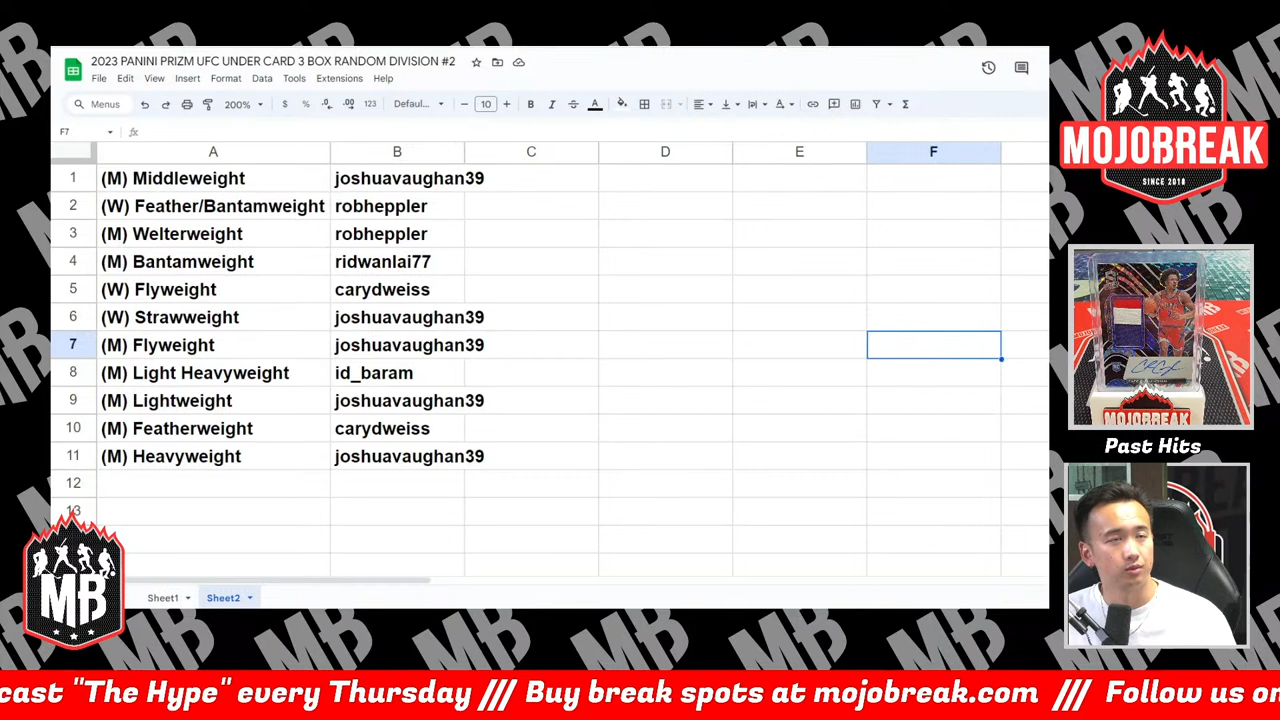 2023 PANINI PRIZM UFC UNDER CARD 3 BOX RANDOM DIVISION #2
File Edit View Insert Format Data Tools Extensions Help
Menus 200% $ % .0 .00 123 Defaul... 10 B I A
F7 fx
A B C D E F
1 (M) Middleweight joshuavaughan39
2 (W) Feather/Bantamweight robheppler
3 (M) Welterweight robheppler
4 (M) Bantamweight ridwanlai77
5 (W) Flyweight carydweiss
6 (W) Strawweight joshuavaughan39
7 (M) Flyweight joshuavaughan39
8 (M) Light Heavyweight id_baram
9 (M) Lightweight joshuavaughan39
10 (M) Featherweight carydweiss
11 (M) Heavyweight joshuavaughan39
12
13
Sheet1 Sheet2
MB
MOJOBREAK
SINCE 2010
MOJOBREAK
Past Hits
cast "The Hype" every Thursday /// Buy break spots at mojobreak.com /// Follow us on